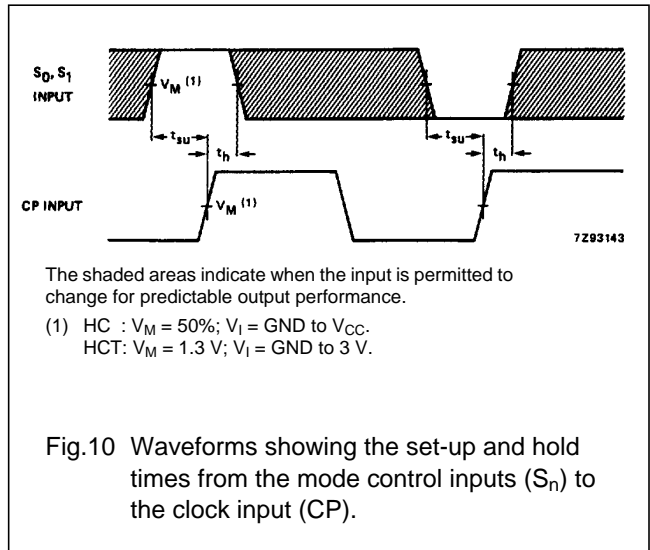 S0, S1
INPUT
VM (1)
tsu
th
tsu
th
CP INPUT
VM (1)
7Z93143
The shaded areas indicate when the input is permitted to
change for predictable output performance.
(1) HC : VM = 50%; VI = GND to VCC.
HCT: VM = 1.3 V; VI = GND to 3 V.
Fig.10 Waveforms showing the set-up and hold
times from the mode control inputs (Sn) to
the clock input (CP).